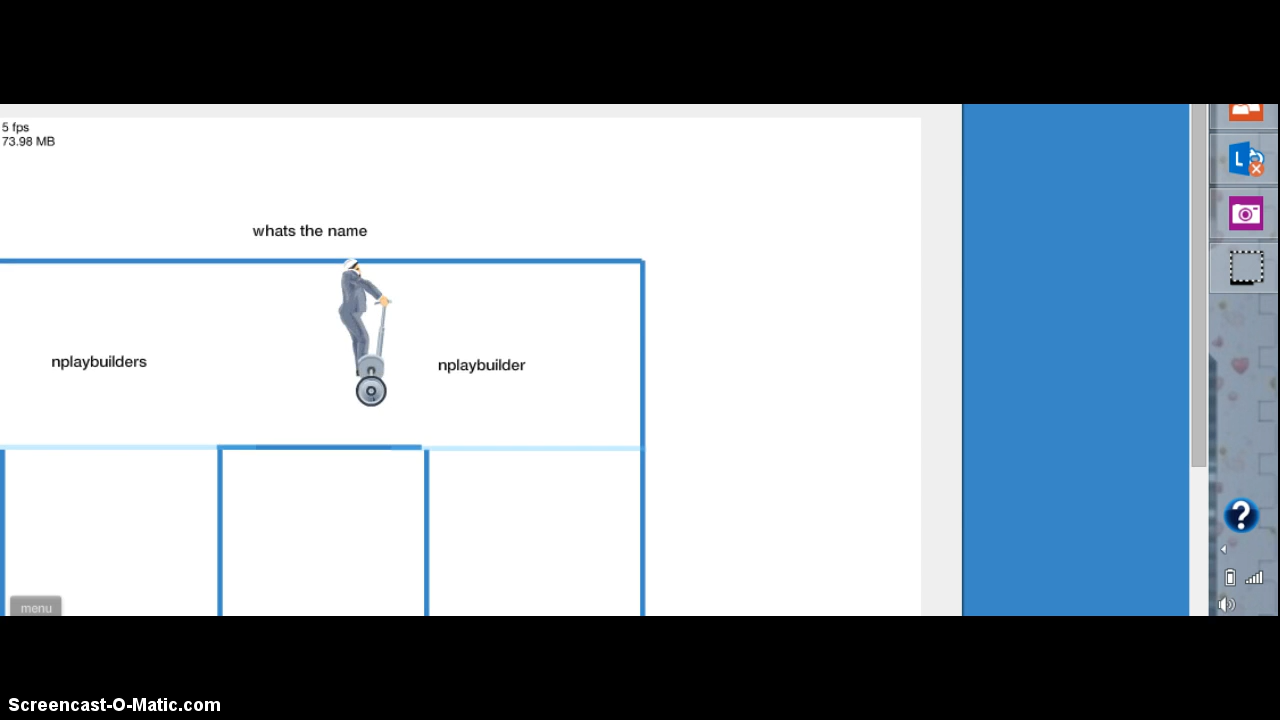 5 fps
73.98 MB
whats the name
nplaybuilders
nplaybuilder
menu
L
?
Screencast-O-Matic.com